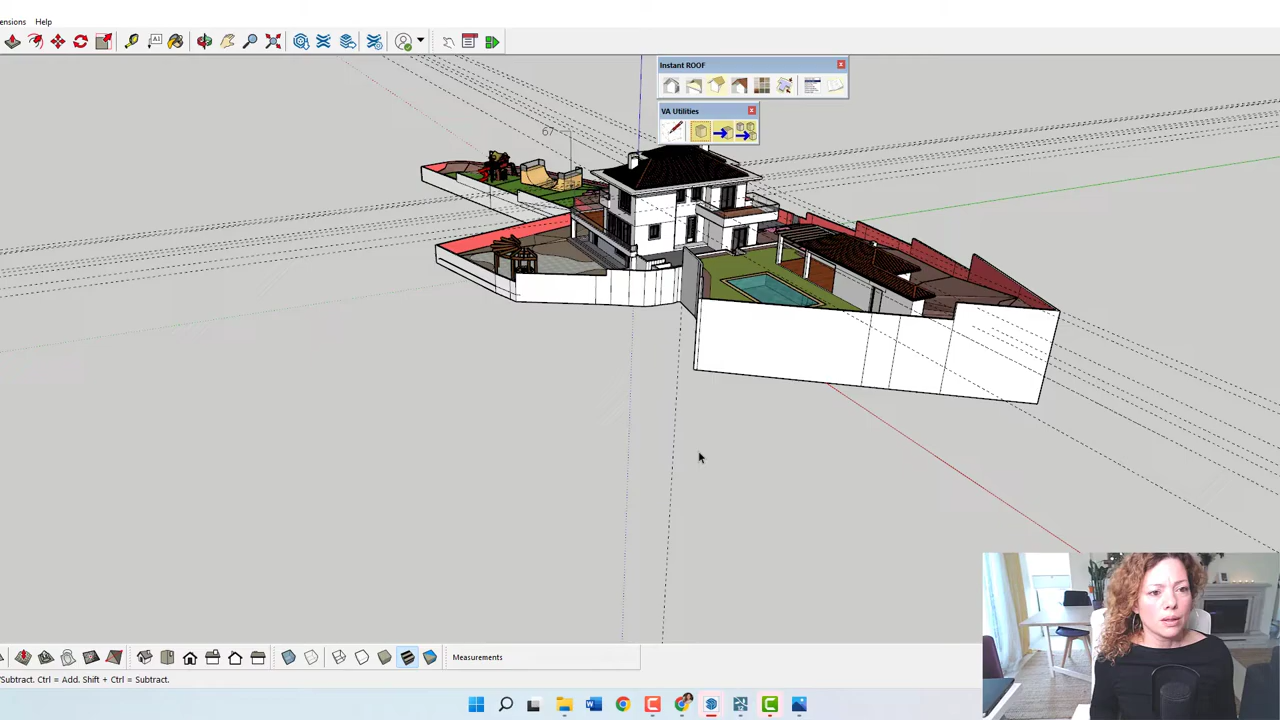 ensions Help
Instant ROOF
VA Utilities
67
Measurements
/Subtract. Ctrl = Add. Shift + Ctrl = Subtract.